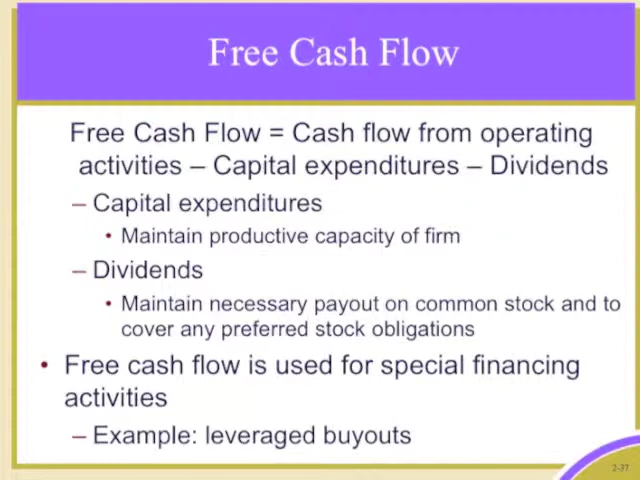 Free Cash Flow
Free Cash Flow = Cash flow from operating
activities – Capital expenditures – Dividends
– Capital expenditures
• Maintain productive capacity of firm
– Dividends
• Maintain necessary payout on common stock and to
cover any preferred stock obligations
• Free cash flow is used for special financing
activities
– Example: leveraged buyouts
2-37